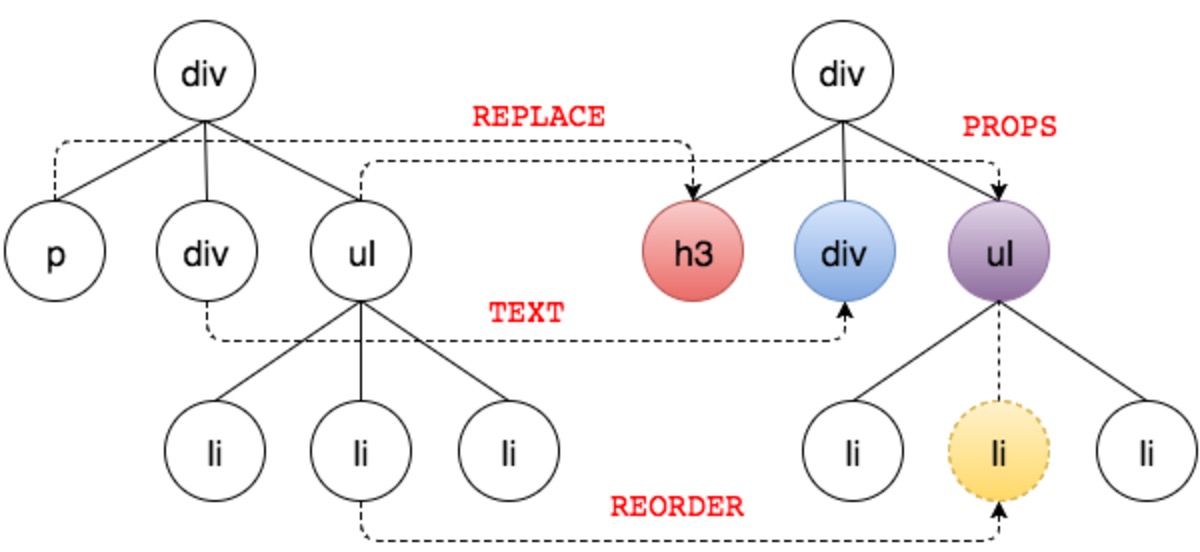 div
div
REPLACE
PROPS
p
div
ul
h3
div
ul
TEXT
li
li
li
li
li
li
REORDER